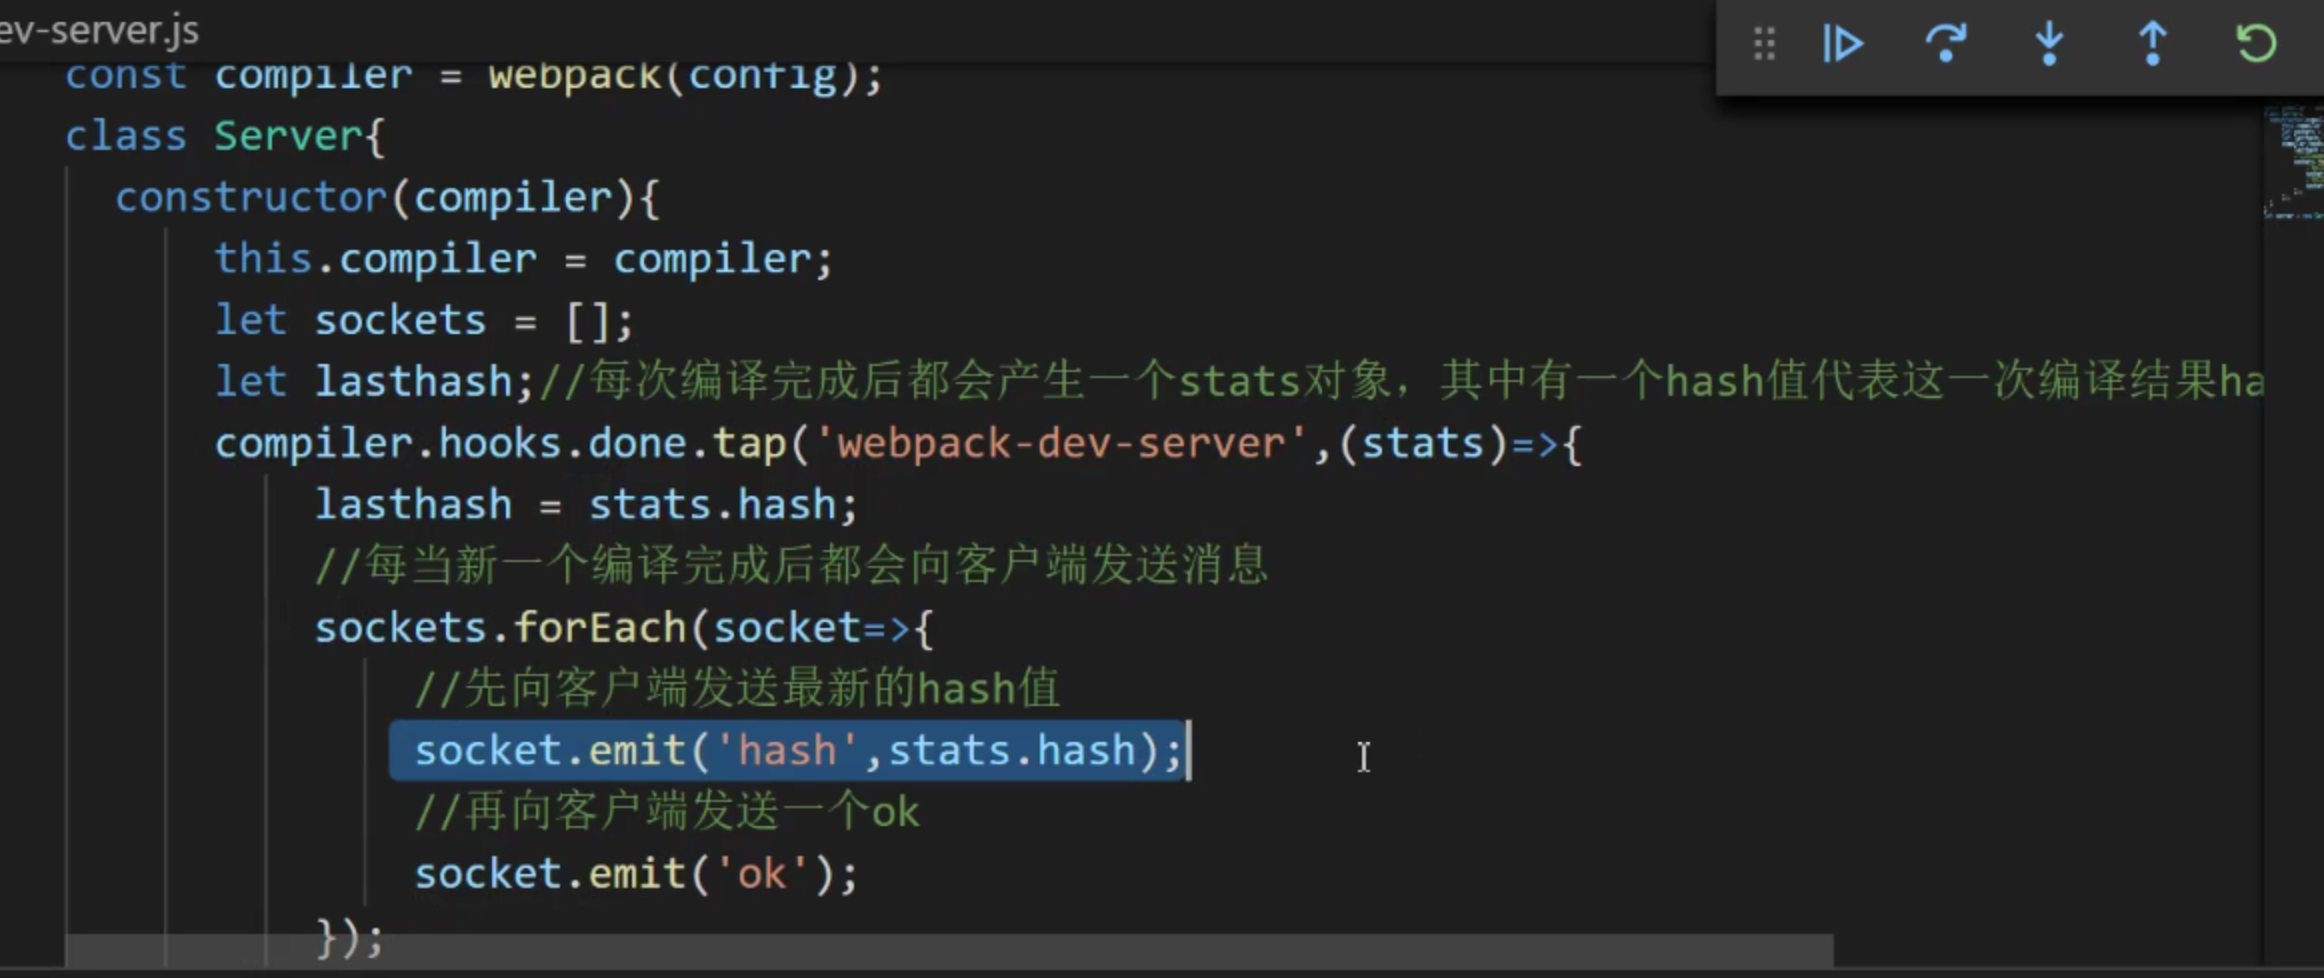 ev-server.js
const compiler = webpack(config);
class Server{
constructor(compiler){
this.compiler = compiler;
let sockets = [];
let lasthash;//每次编译完成后都会产生一个stats对象，其中有一个hash值代表这一次编译结果ha
compiler.hooks.done.tap('webpack-dev-server',(stats)=>{
lasthash = stats.hash;
//每当新一个编译完成后都会向客户端发送消息
sockets.forEach(socket=>{
//先向客户端发送最新的hash值
socket.emit('hash',stats.hash);
//再向客户端发送一个ok
socket.emit('ok');
});